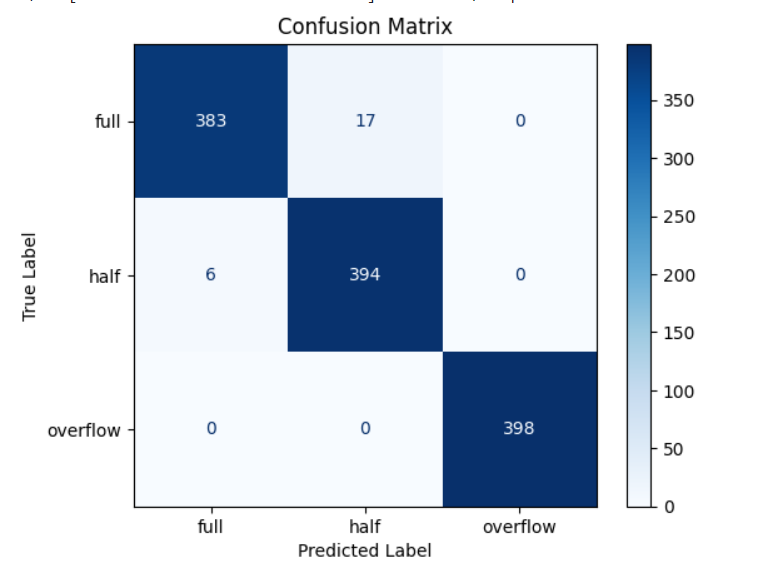 Confusion Matrix
full 383 17 0
half 6 394 0
overflow 0 0 398
full half overflow
Predicted Label
True Label
350
300
250
200
150
100
50
0